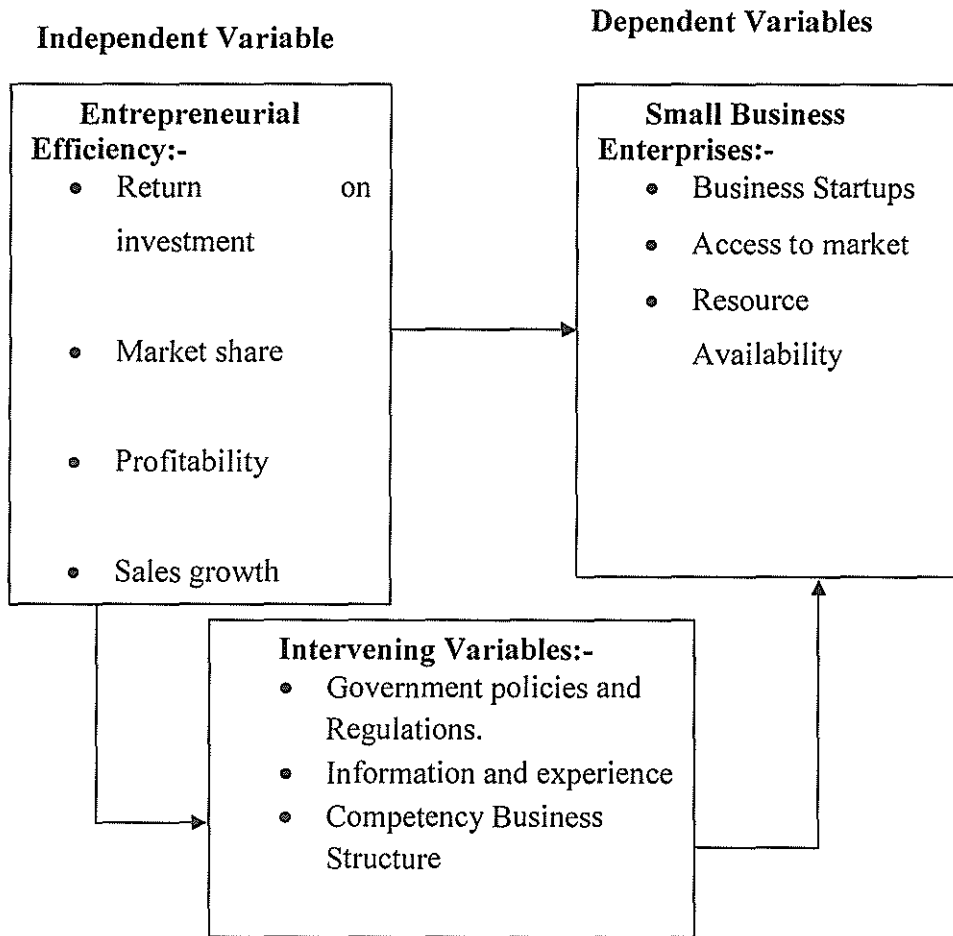 Independent Variable
Dependent Variables
Entrepreneurial
Efficiency:-
• Return on
investment
• Market share
• Profitability
• Sales growth
Small Business
Enterprises:-
• Business Startups
• Access to market
• Resource
Availability
Intervening Variables:-
• Government policies and
Regulations.
• Information and experience
• Competency Business
Structure